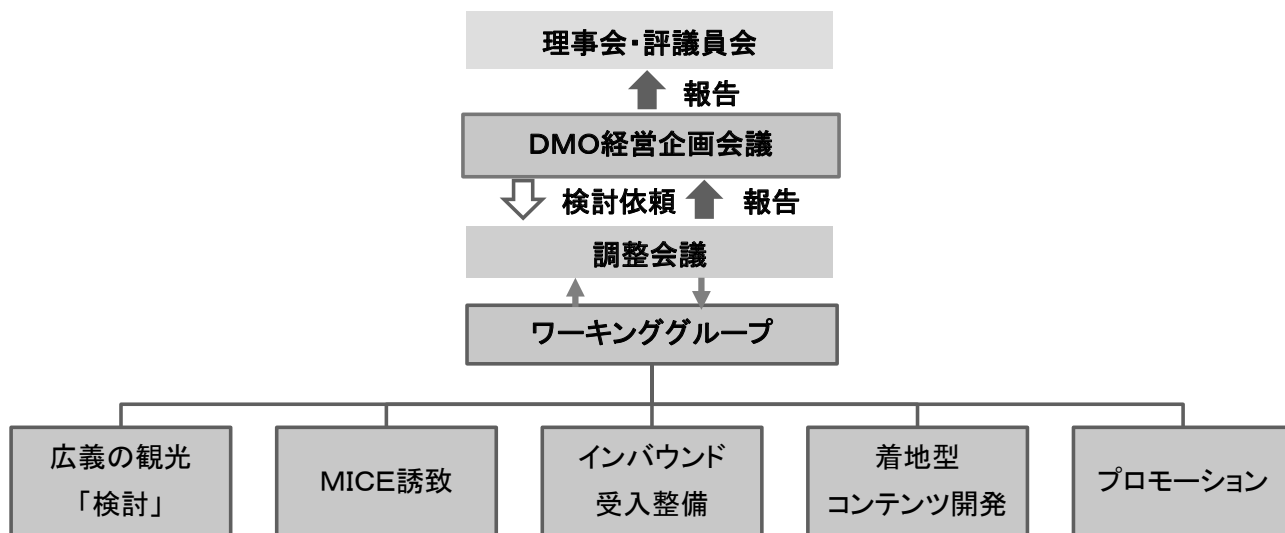 理事会・評議員会
報告
DMO経営企画会議
検討依頼 報告
調整会議
ワーキンググループ
広義の観光
「検討」
MICE誘致
インバウンド
受入整備
着地型
コンテンツ開発
プロモーション